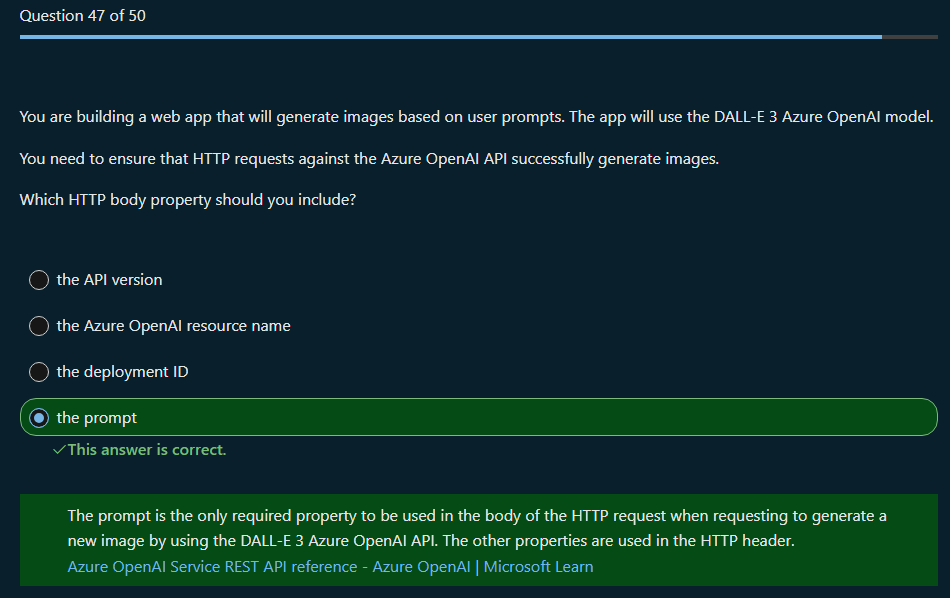 Question 47 of 50
You are building a web app that will generate images based on user prompts. The app will use the DALL-E 3 Azure OpenAI model.
You need to ensure that HTTP requests against the Azure OpenAI API successfully generate images.
Which HTTP body property should you include?
the API version
the Azure OpenAI resource name
the deployment ID
the prompt
✓This answer is correct.
The prompt is the only required property to be used in the body of the HTTP request when requesting to generate a
new image by using the DALL-E 3 Azure OpenAI API. The other properties are used in the HTTP header.
Azure OpenAI Service REST API reference - Azure OpenAI | Microsoft Learn